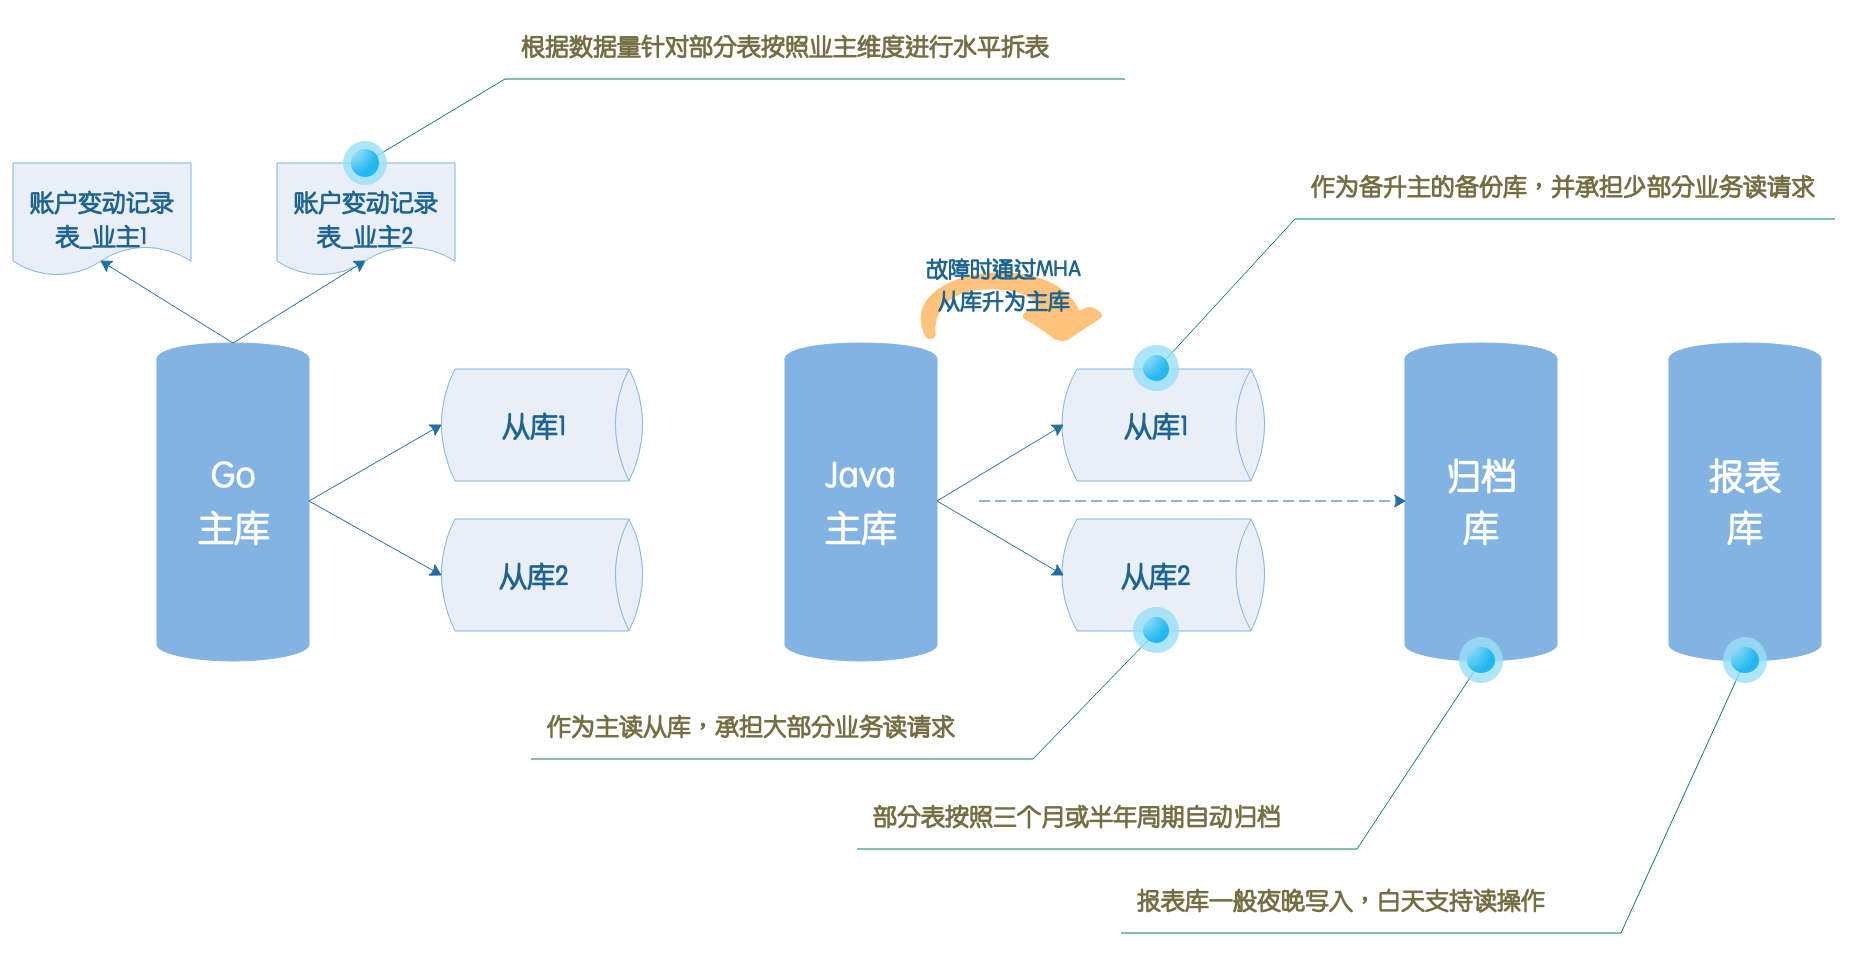 根据数据量针对部分表按照业主维度进行水平拆表
作为备升主的备份库，并承担少部分业务读请求
账户变动记录
表_业主1
账户变动记录
表_业主2
故障时通过MHA
从库升为主库
Go
主库
从库1
从库2
Java
主库
从库1
从库2
归档
库
报表
库
作为主读从库，承担大部分业务读请求
部分表按照三个月或半年周期自动归档
报表库一般夜晚写入，白天支持读操作